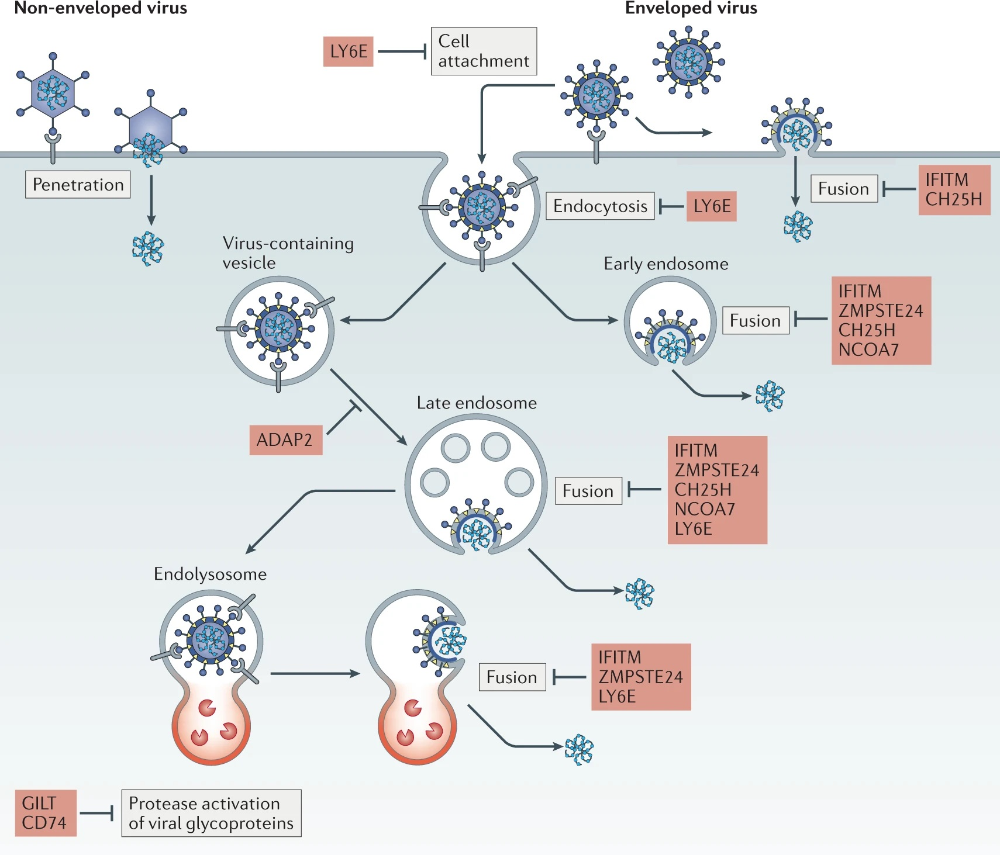 Non-enveloped virus
Enveloped virus
LY6E
Cell
attachment
Penetration
Fusion
IFITM
CH25H
Endocytosis
LY6E
Virus-containing
vesicle
Early endosome
Fusion
IFITM
ZMPSTE24
CH25H
NCOA7
ADAP2
Late endosome
Fusion
IFITM
ZMPSTE24
CH25H
NCOA7
LY6E
Endolysosome
Fusion
IFITM
ZMPSTE24
LY6E
GILT
CD74
Protease activation
of viral glycoproteins